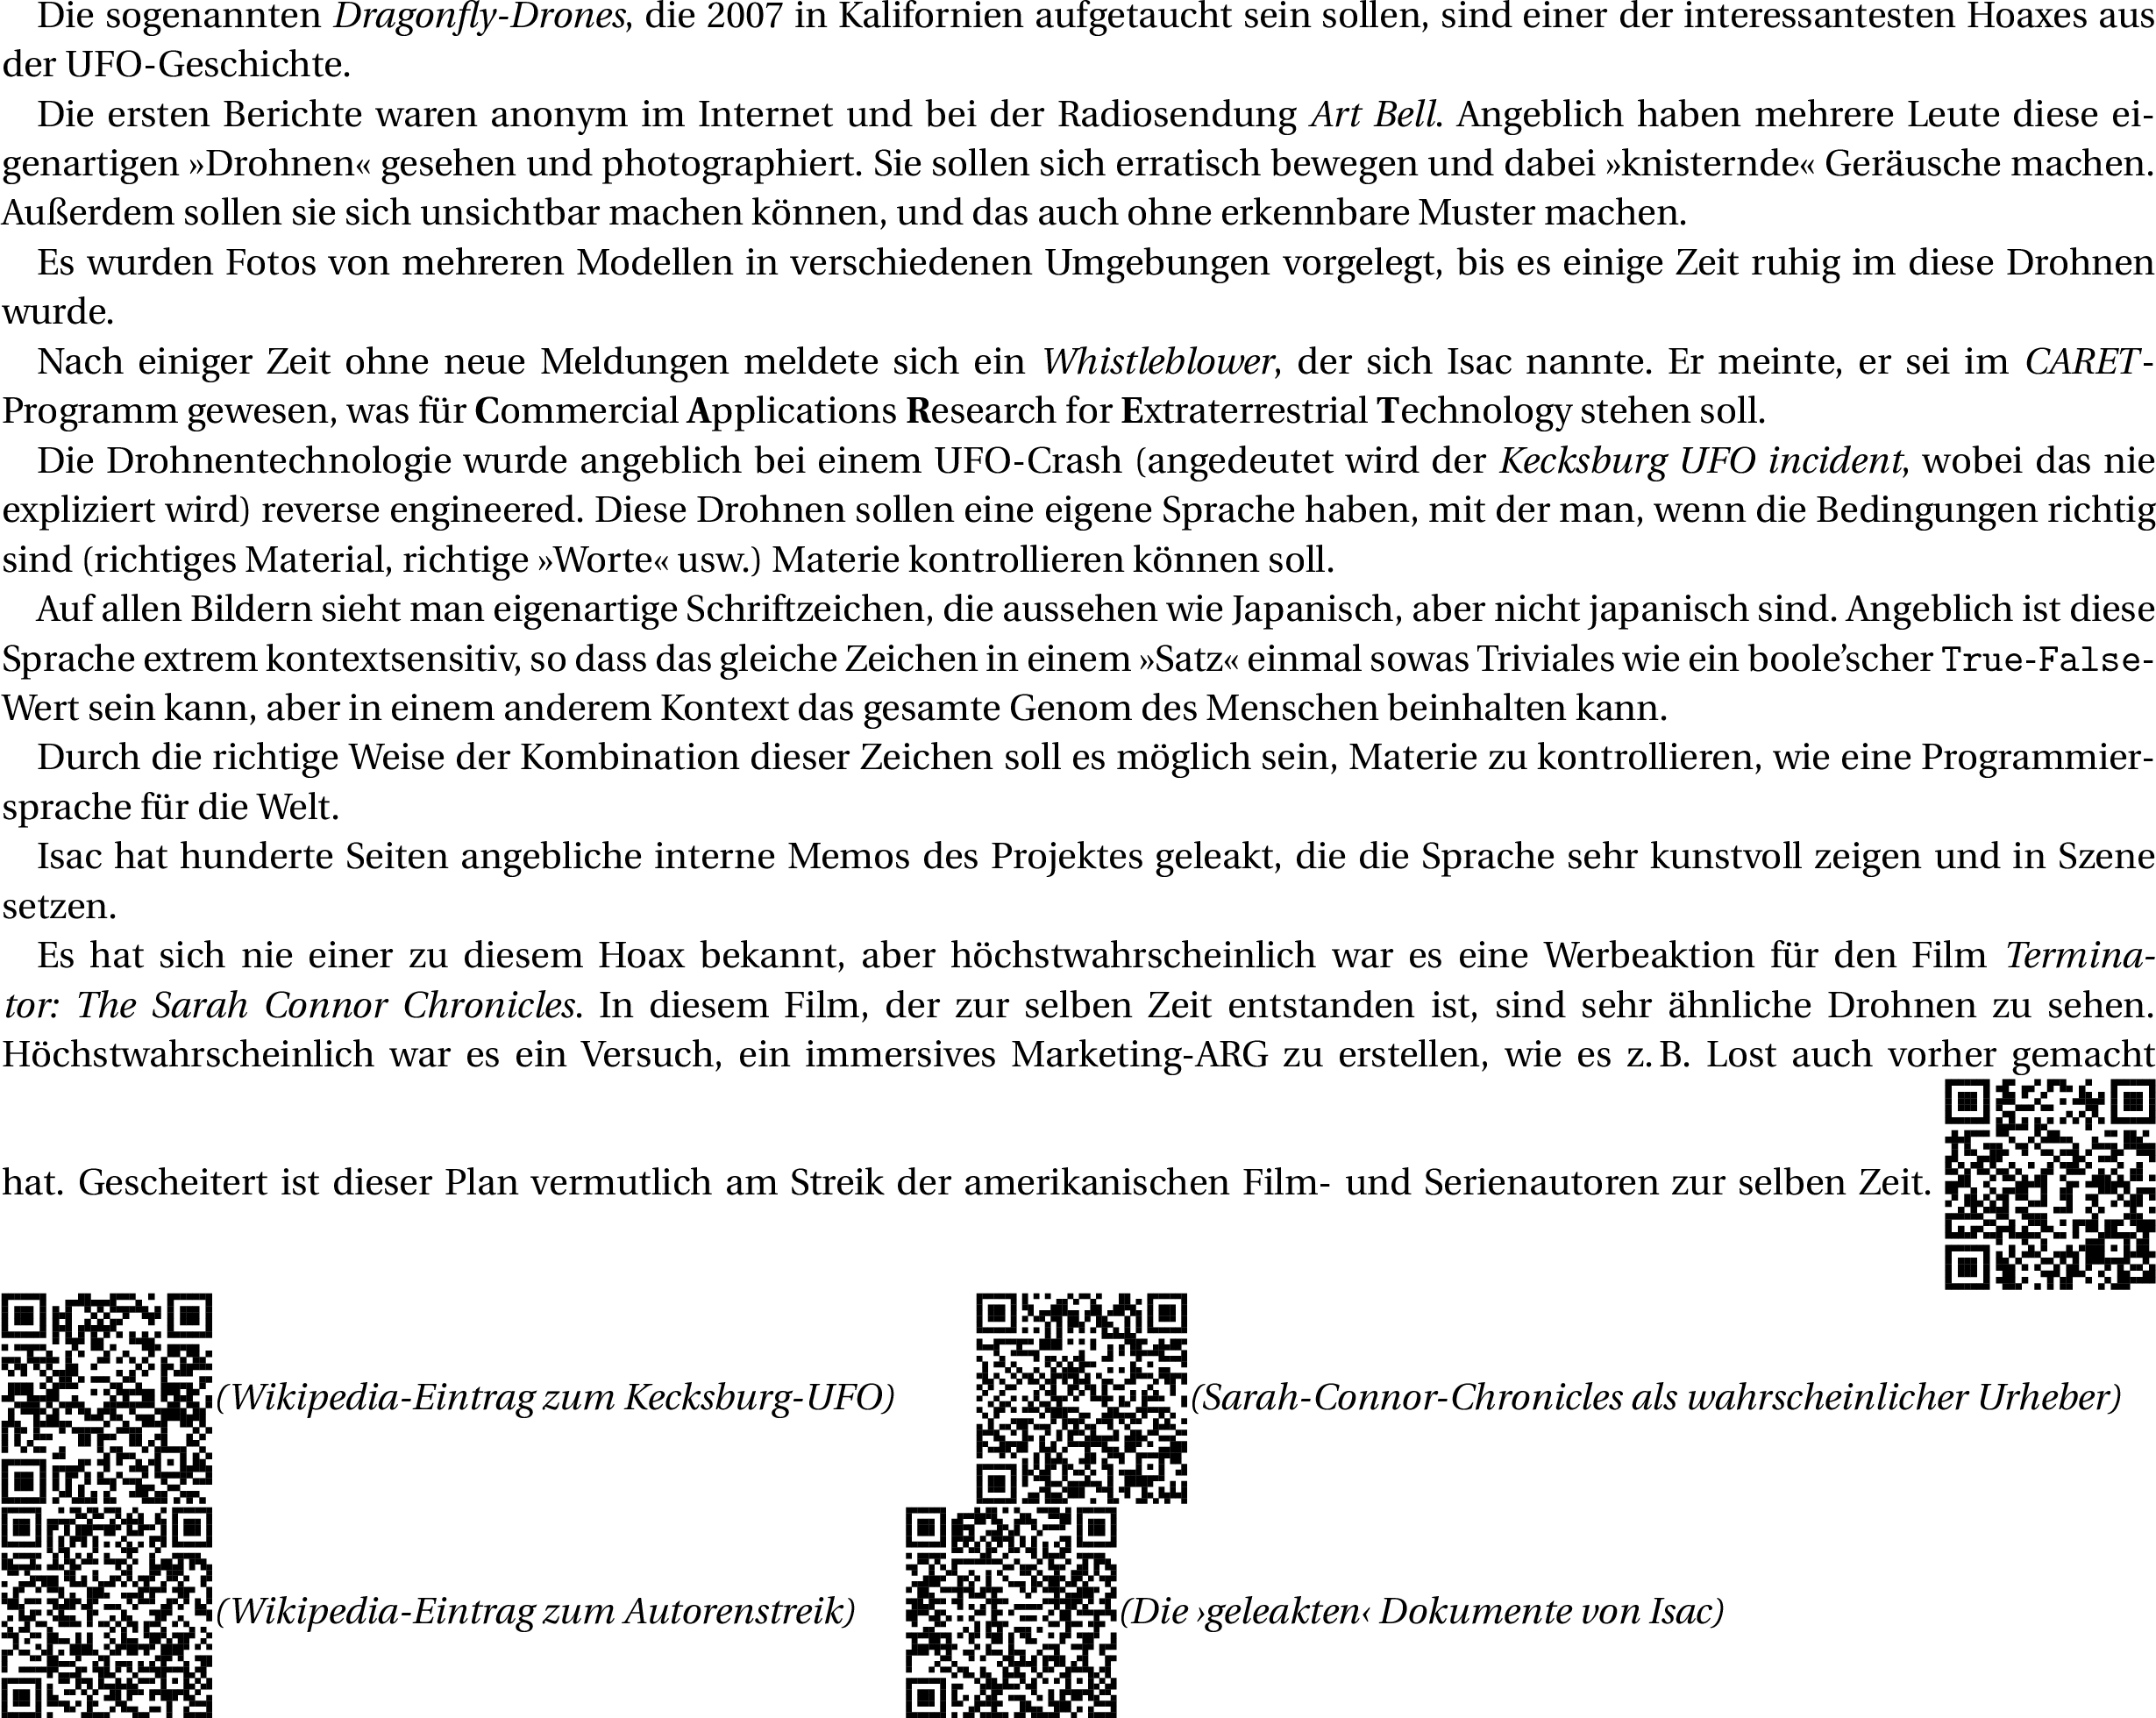 Die sogenannten Dragonfly-Drones, die 2007 in Kalifornien aufgetaucht sein sollen, sind einer der interessantesten Hoaxes aus
der UFO-Geschichte.
Die ersten Berichte waren anonym im Internet und bei der Radiosendung Art Bell. Angeblich haben mehrere Leute diese ei-
genartigen »Drohnen« gesehen und photographiert. Sie sollen sich erratisch bewegen und dabei »knisternde« Geräusche machen.
Außerdem sollen sie sich unsichtbar machen können, und das auch ohne erkennbare Muster machen.
Es wurden Fotos von mehreren Modellen in verschiedenen Umgebungen vorgelegt, bis es einige Zeit ruhig im diese Drohnen
wurde.
Nach einiger Zeit ohne neue Meldungen meldete sich ein Whistleblower, der sich Isac nannte. Er meinte, er sei im CARET-
Programm gewesen, was für Commercial Applications Research for Extraterrestrial Technology stehen soll.
Die Drohnentechnologie wurde angeblich bei einem UFO-Crash (angedeutet wird der Kecksburg UFO incident, wobei das nie
expliziert wird) reverse engineered. Diese Drohnen sollen eine eigene Sprache haben, mit der man, wenn die Bedingungen richtig
sind (richtiges Material, richtige »Worte« usw.) Materie kontrollieren können soll.
Auf allen Bildern sieht man eigenartige Schriftzeichen, die aussehen wie Japanisch, aber nicht japanisch sind. Angeblich ist diese
Sprache extrem kontextsensitiv, so dass das gleiche Zeichen in einem »Satz« einmal sowas Triviales wie ein boole’scher True-False-
Wert sein kann, aber in einem anderem Kontext das gesamte Genom des Menschen beinhalten kann.
Durch die richtige Weise der Kombination dieser Zeichen soll es möglich sein, Materie zu kontrollieren, wie eine Programmier-
sprache für die Welt.
Isac hat hunderte Seiten angebliche interne Memos des Projektes geleakt, die die Sprache sehr kunstvoll zeigen und in Szene
setzen.
Es hat sich nie einer zu diesem Hoax bekannt, aber höchstwahrscheinlich war es eine Werbeaktion für den Film Termina-
tor: The Sarah Connor Chronicles. In diesem Film, der zur selben Zeit entstanden ist, sind sehr ähnliche Drohnen zu sehen.
Höchstwahrscheinlich war es ein Versuch, ein immersives Marketing-ARG zu erstellen, wie es z. B. Lost auch vorher gemacht
hat. Gescheitert ist dieser Plan vermutlich am Streik der amerikanischen Film- und Serienautoren zur selben Zeit.
(Wikipedia-Eintrag zum Kecksburg-UFO) (Sarah-Connor-Chronicles als wahrscheinlicher Urheber)
(Wikipedia-Eintrag zum Autorenstreik) (Die ›geleakten‹ Dokumente von Isac)